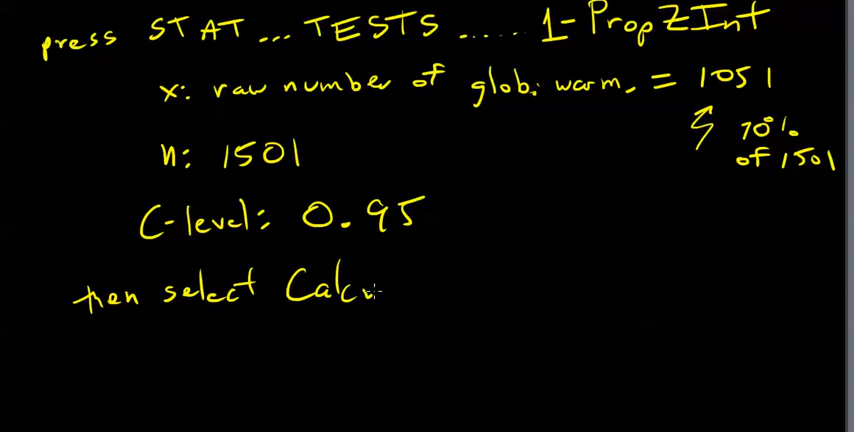 press STAT... TESTS ...... 1-PropZInt
x: raw number of glob. warm. = 1051
70%
of 1501
n: 1501
C-level: 0.95
then select Calcu